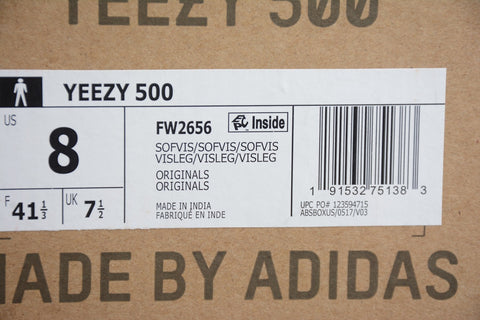 YEEZY 500
YEEZY 500
US
8
F 41 1/3
UK 7 1/2
FW2656
Inside
SOFVIS/SOFVIS/SOFVIS
VISLEG/VISLEG/VISLEG
ORIGINALS
ORIGINALS
MADE IN INDIA
FABRIQUÉ EN INDE
1 91532 75138 3
UPC PO# 123594715
ABSBOXUS/0517/V03
MADE BY ADIDAS